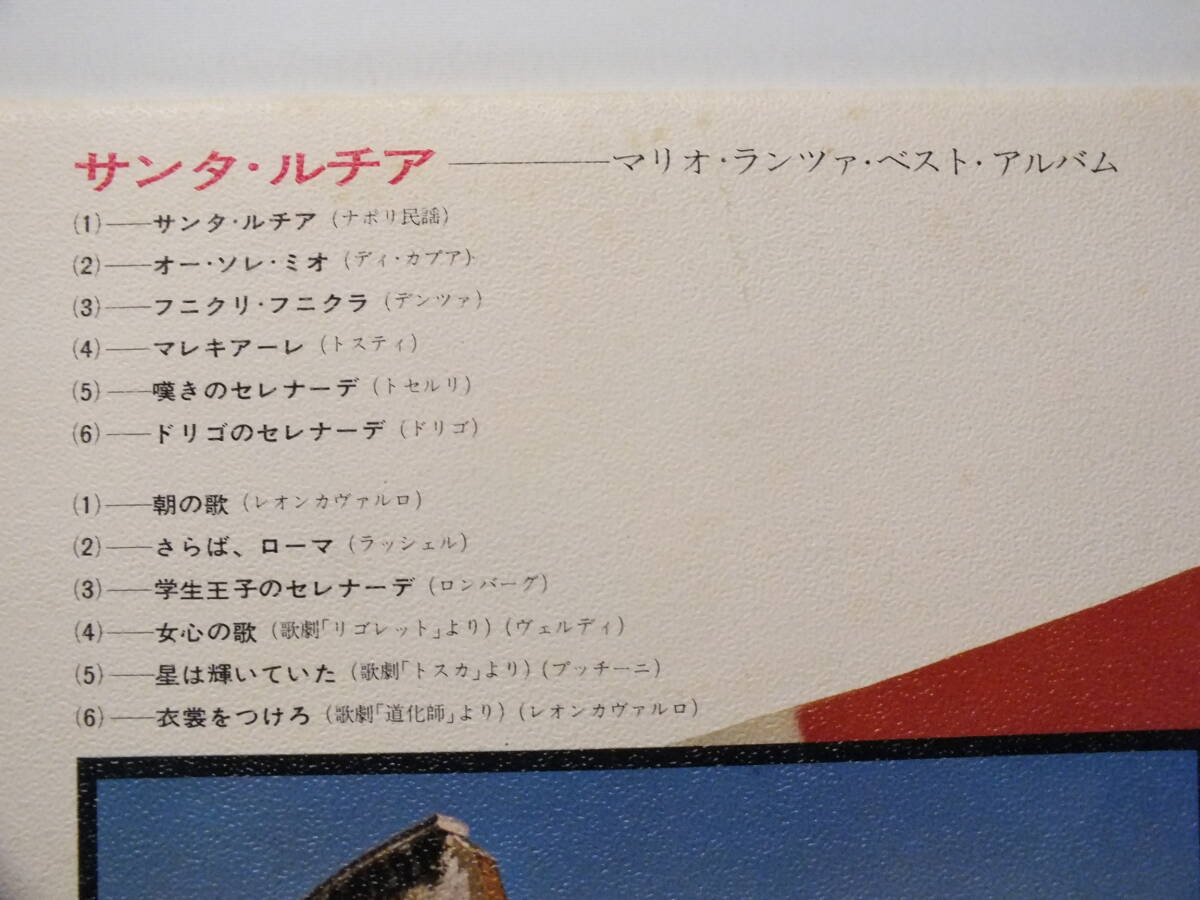 サンタ・ルチア――――マリオ・ランツァ・ベスト・アルバム
(1)――サンタ・ルチア (ナポリ民謡)
(2)――オー・ソレ・ミオ (ディ・カプア)
(3)――フニクリ・フニクラ (デンツァ)
(4)――マレキアーレ (トスティ)
(5)――嘆きのセレナーデ (トセルリ)
(6)――ドリゴのセレナーデ (ドリゴ)
(1)――朝の歌 (レオンカヴァルロ)
(2)――さらば、ローマ (ラッシェル)
(3)――学生王子のセレナーデ (ロンバーグ)
(4)――女心の歌 (歌劇「リゴレット」より) (ヴェルディ)
(5)――星は輝いていた (歌劇「トスカ」より) (プッチーニ)
(6)――衣裳をつけろ (歌劇「道化師」より) (レオンカヴァルロ)